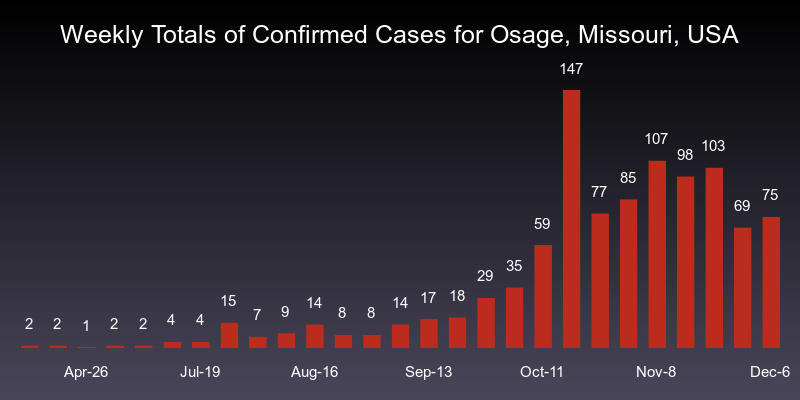 Weekly Totals of Confirmed Cases for Osage, Missouri, USA
2 2 1 2 2 4 4 15 7 9 14 8 8 14 17 18 29 35 59 147 77 85 107 98 103 69 75
Apr-26 Jul-19 Aug-16 Sep-13 Oct-11 Nov-8 Dec-6